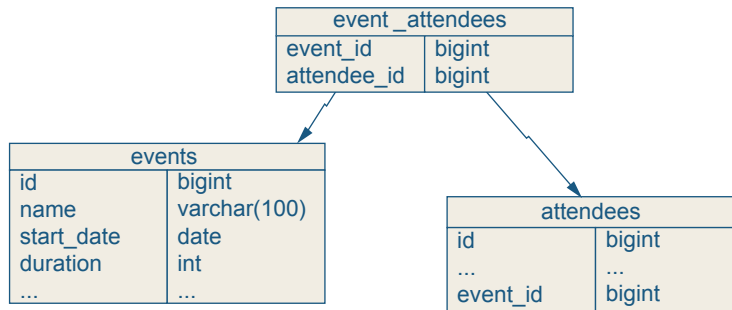 event _attendees
event_id bigint
attendee_id bigint
events
id bigint
name varchar(100)
start_date date
duration int
... ...
attendees
id bigint
... ...
event_id bigint